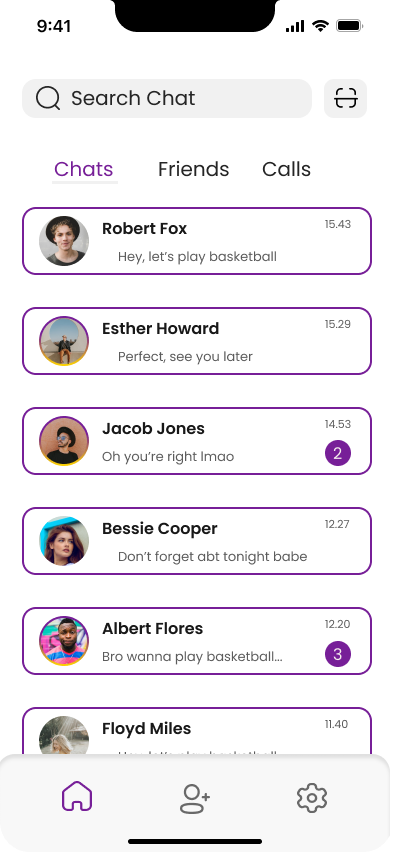 9:41
Search Chat
Chats Friends Calls
Robert Fox 15.43
Hey, let's play basketball
Esther Howard 15.29
Perfect, see you later
Jacob Jones 14.53
Oh you're right lmao 2
Bessie Cooper 12.27
Don't forget abt tonight babe
Albert Flores 12.20
Bro wanna play basketball... 3
Floyd Miles 11.40